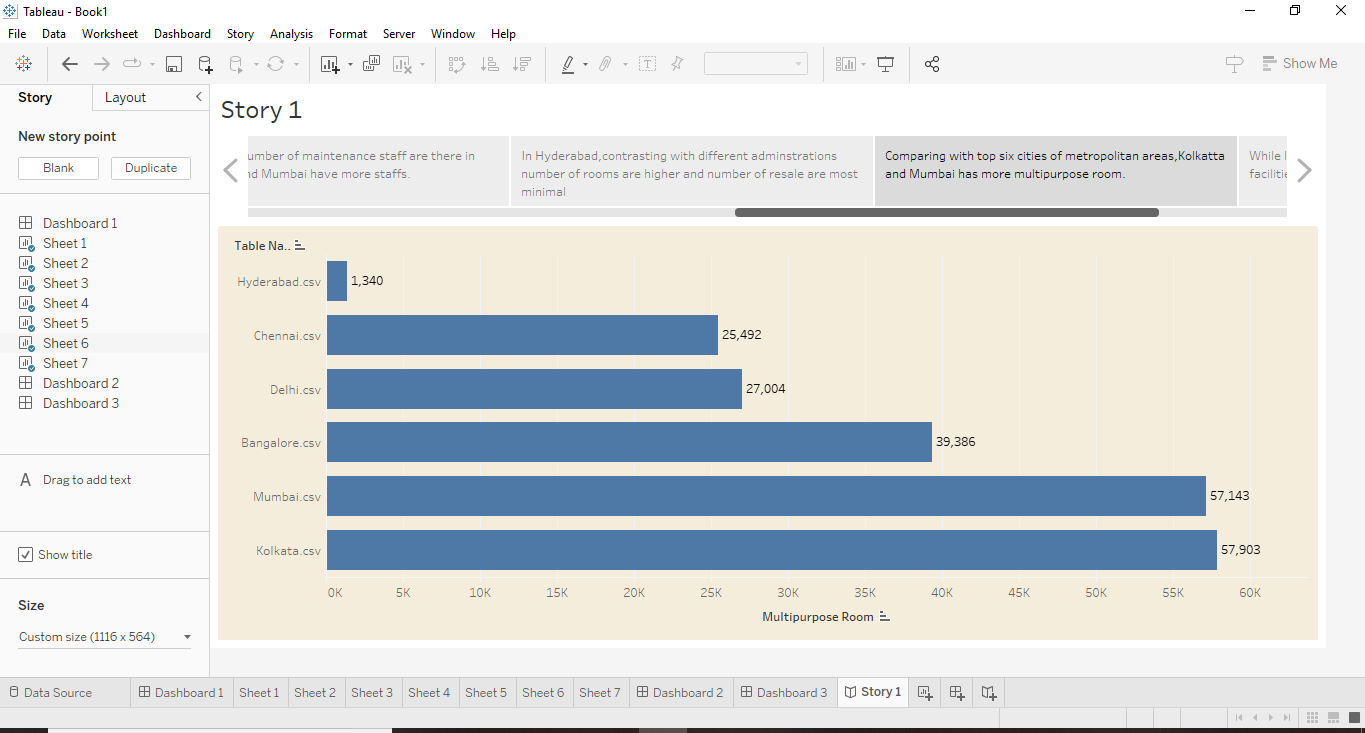 Tableau - Book1
File Data Worksheet Dashboard Story Analysis Format Server Window Help
Show Me
Story Layout
New story point
Blank Duplicate
Dashboard 1
Sheet 1
Sheet 2
Sheet 3
Sheet 4
Sheet 5
Sheet 6
Sheet 7
Dashboard 2
Dashboard 3
A Drag to add text
Show title
Size
Custom size (1116 x 564)
Story 1
of maintenance staff are there in
Mumbai have more staffs.
In Hyderabad,contrasting with different adminstrations
number of rooms are higher and number of resale are most
minimal
Comparing with top six cities of metropolitan areas,Kolkatta
and Mumbai has more multipurpose room.
While
Table Na..
Hyderabad.csv 1,340
Chennai.csv 25,492
Delhi.csv 27,004
Bangalore.csv 39,386
Mumbai.csv 57,143
Kolkata.csv 57,903
0K 5K 10K 15K 20K 25K 30K 35K 40K 45K 50K 55K 60K
Multipurpose Room
Data Source Dashboard 1 Sheet 1 Sheet 2 Sheet 3 Sheet 4 Sheet 5 Sheet 6 Sheet 7 Dashboard 2 Dashboard 3 Story 1